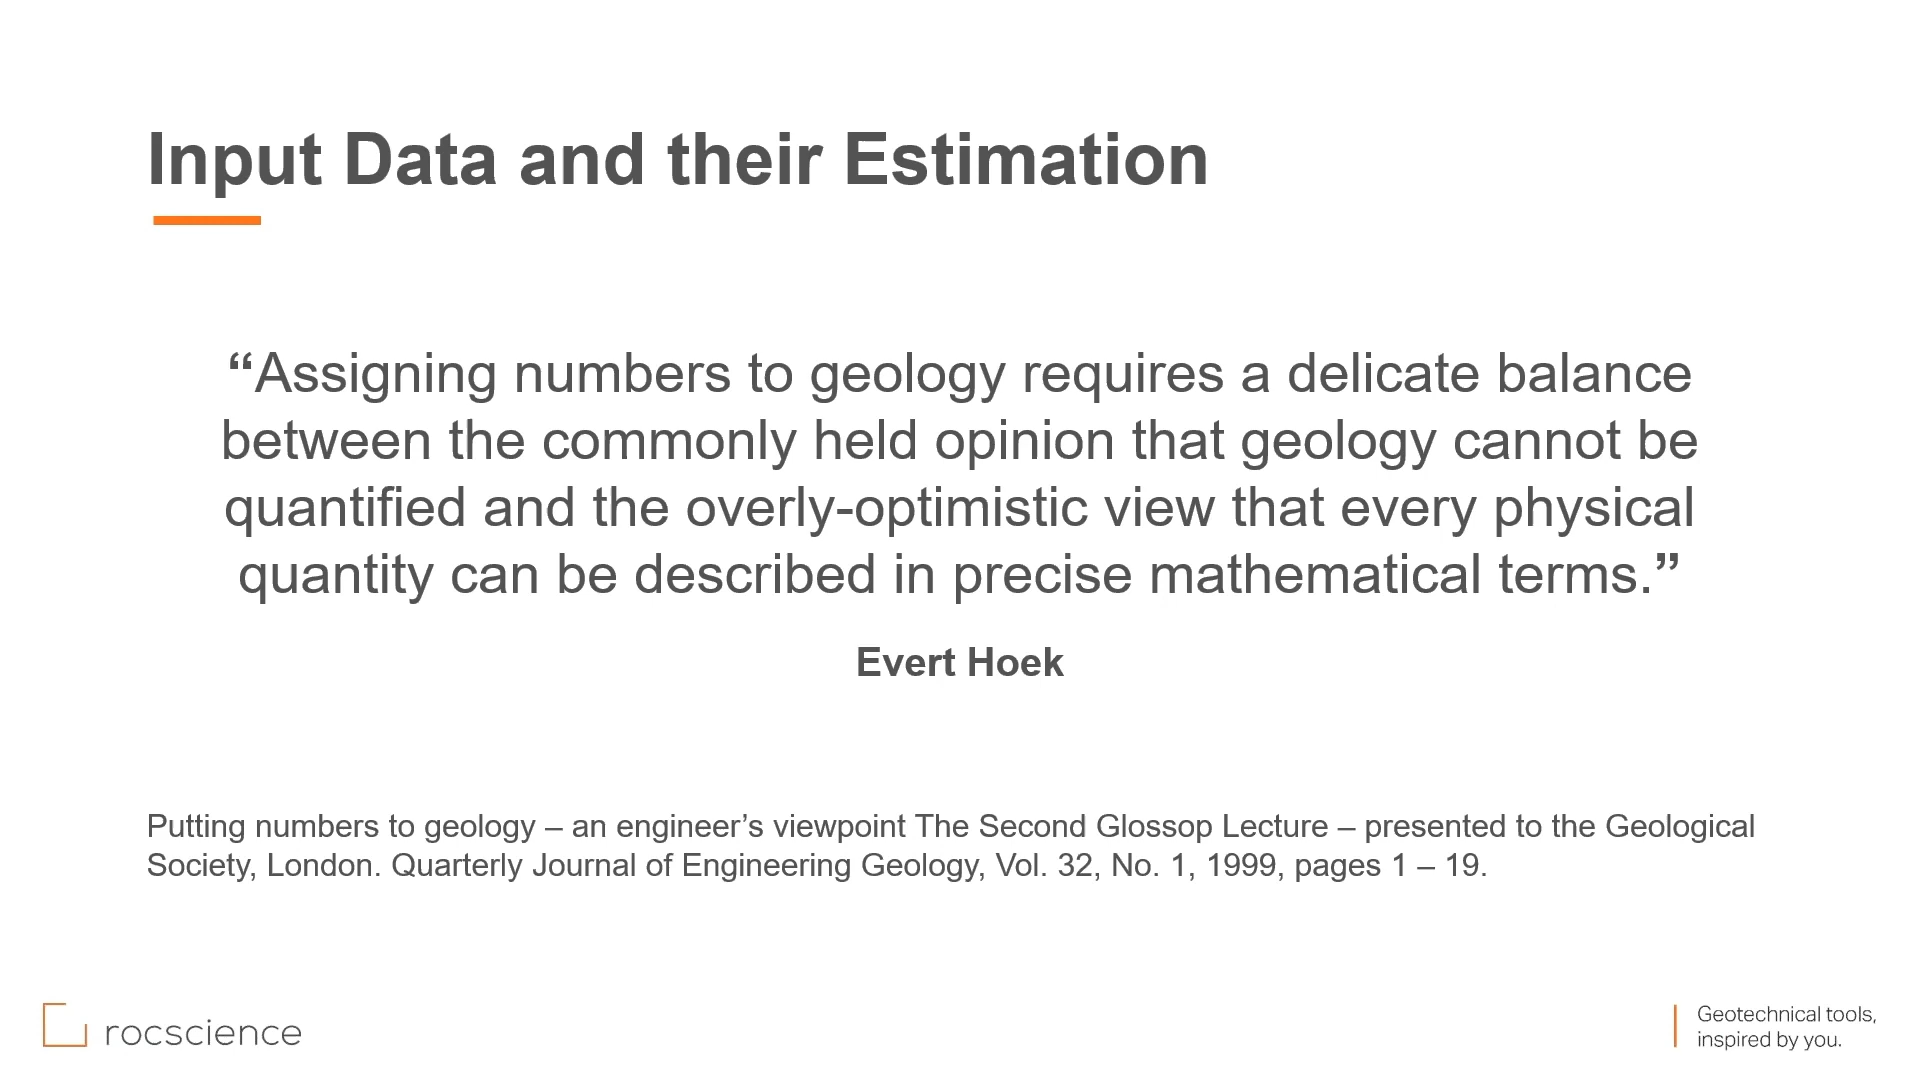 Input Data and their Estimation
“Assigning numbers to geology requires a delicate balance
between the commonly held opinion that geology cannot be
quantified and the overly-optimistic view that every physical
quantity can be described in precise mathematical terms.”
Evert Hoek
Putting numbers to geology – an engineer’s viewpoint The Second Glossop Lecture – presented to the Geological
Society, London. Quarterly Journal of Engineering Geology, Vol. 32, No. 1, 1999, pages 1 – 19.
rocscience
Geotechnical tools,
inspired by you.